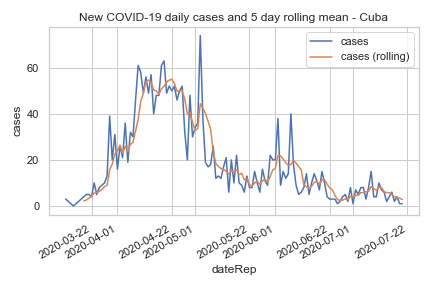 New COVID-19 daily cases and 5 day rolling mean - Cuba
cases
cases (rolling)
60
40
20
0
cases
2020-03-22
2020-04-01
2020-04-22
2020-05-01
2020-05-22
2020-06-01
2020-06-22
2020-07-01
2020-07-22
dateRep